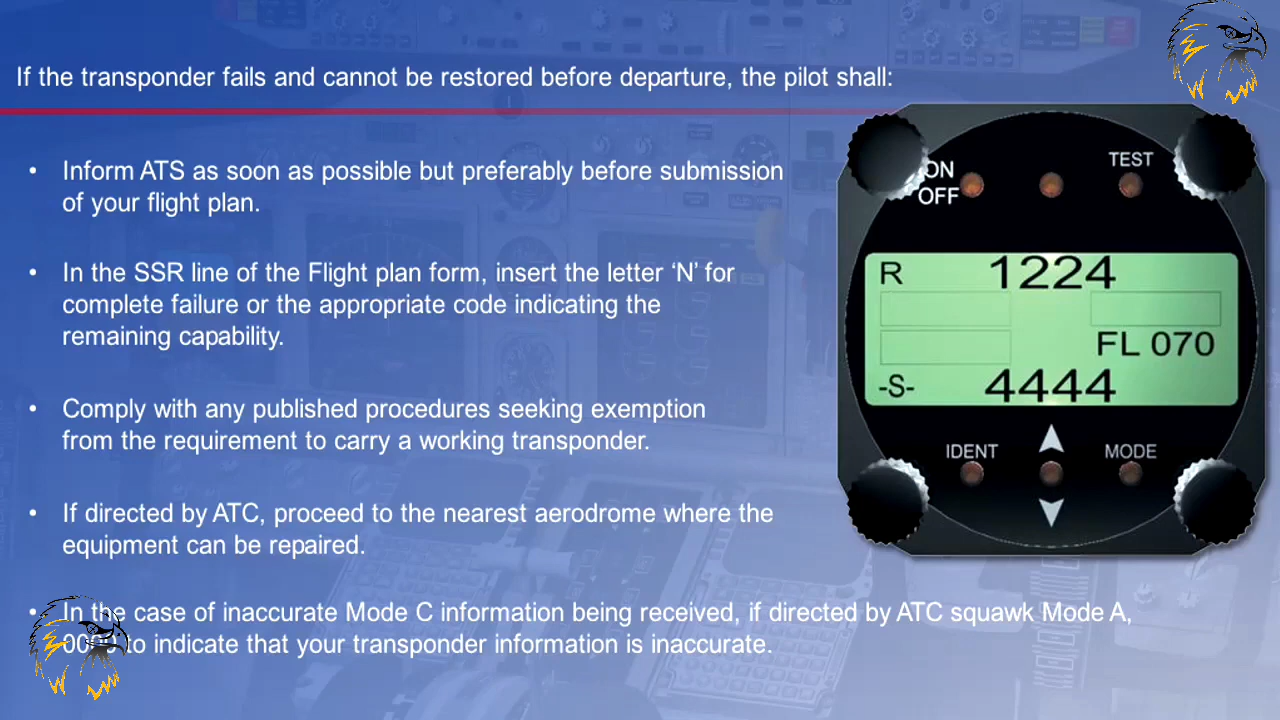 If the transponder fails and cannot be restored before departure, the pilot shall:
• Inform ATS as soon as possible but preferably before submission
of your flight plan.
• In the SSR line of the Flight plan form, insert the letter ‘N’ for
complete failure or the appropriate code indicating the
remaining capability.
• Comply with any published procedures seeking exemption
from the requirement to carry a working transponder.
• If directed by ATC, proceed to the nearest aerodrome where the
equipment can be repaired.
• In the case of inaccurate Mode C information being received, if directed by ATC squawk Mode A,
to indicate that your transponder information is inaccurate.
ON
OFF
TEST
R 1224
FL 070
-S- 4444
IDENT
MODE